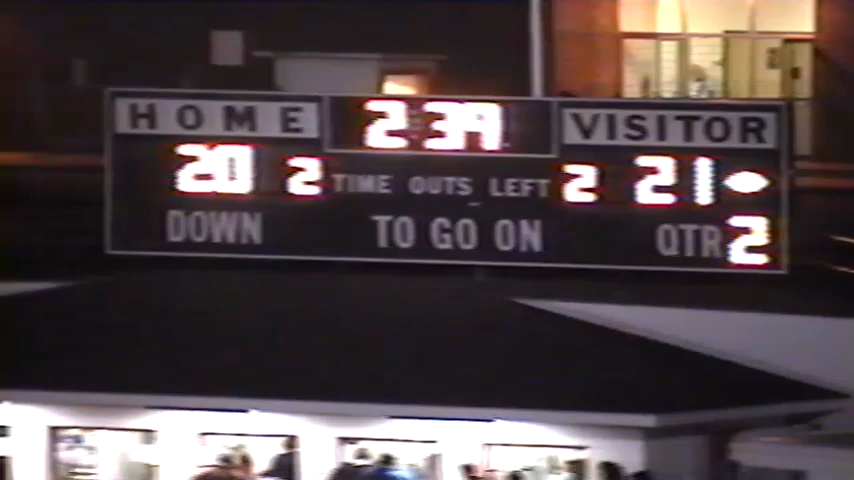 HOME 2:39 VISITOR
20 2 TIME OUTS LEFT 2 21
DOWN TO GO ON QTR 2